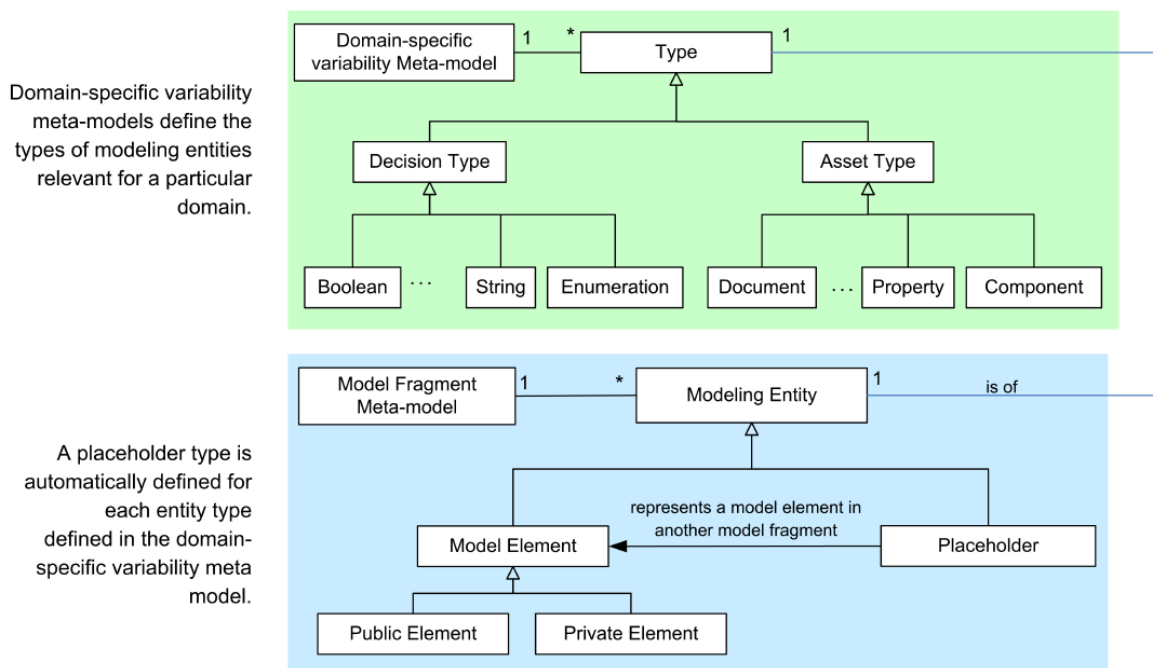 Domain-specific variability meta-models define the types of modeling entities relevant for a particular domain.
Domain-specific
variability Meta-model
1
*
Type
1
Decision Type
Asset Type
Boolean
...
String
Enumeration
Document
...
Property
Component
A placeholder type is
automatically defined for
each entity type
defined in the domain-
specific variability meta
model.
Model Fragment
Meta-model
1
*
Modeling Entity
1
is of
represents a model element in
another model fragment
Model Element
Placeholder
Public Element
Private Element